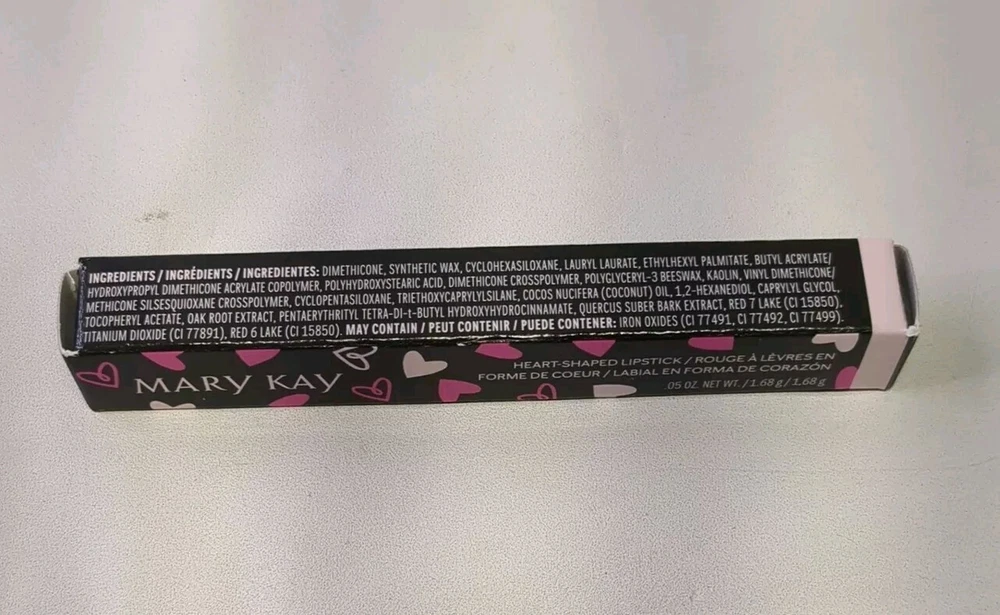 INGREDIENTS / INGRÉDIENTS / INGREDIENTES: DIMETHICONE, SYNTHETIC WAX, CYCLOHEXASILOXANE, LAURYL LAURATE, ETHYLHEXYL PALMITATE, BUTYL ACRYLATE/
HYDROXYPROPYL DIMETHICONE ACRYLATE COPOLYMER, POLYHYDROXYSTEARIC ACID, DIMETHICONE CROSSPOLYMER, POLYGLYCERYL-3 BEESWAX, KAOLIN, VINYL DIMETHICONE/
METHICONE SILSESQUIOXANE CROSSPOLYMER, CYCLOPENTASILOXANE, TRIETHOXYCAPRYLYLSILANE, COCOS NUCIFERA (COCONUT) OIL, 1,2-HEXANEDIOL, CAPRYLYL GLYCOL,
TOCOPHERYL ACETATE, OAK ROOT EXTRACT, PENTAERYTHRITYL TETRA-DI-t-BUTYL HYDROXYHYDROCINNAMATE, QUERCUS SUBER BARK EXTRACT, RED 7 LAKE (CI 15850),
TITANIUM DIOXIDE (CI 77891), RED 6 LAKE (CI 15850). MAY CONTAIN / PEUT CONTENIR / PUEDE CONTENER: IRON OXIDES (CI 77491, CI 77492, CI 77499).
MARY KAY
HEART-SHAPED LIPSTICK / ROUGE À LÈVRES EN
FORME DE COEUR / LABIAL EN FORMA DE CORAZÓN
.05 OZ. NET WT. / 1.68 g / 1.68 g